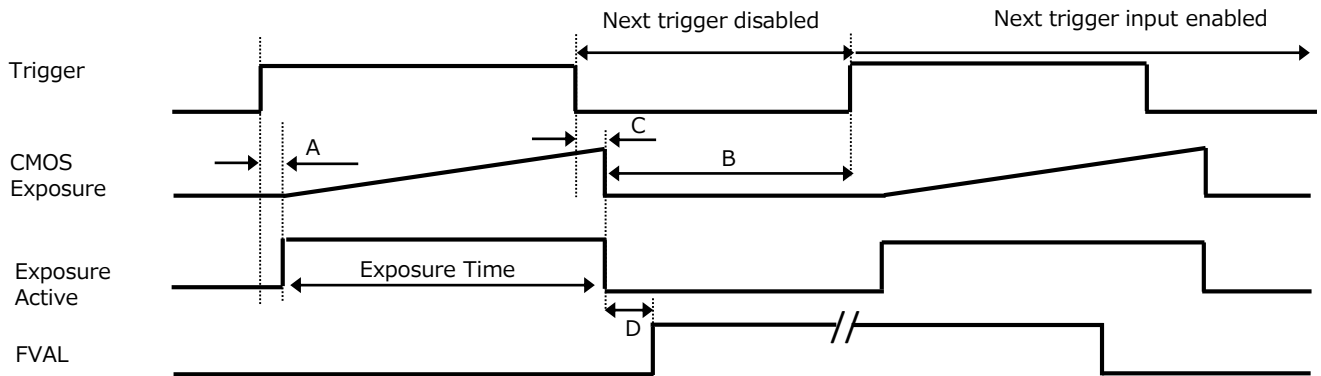 Next trigger disabled
Next trigger input enabled
Trigger
C
A
CMOS
Exposure
B
Exposure
Active
Exposure Time
D
FVAL